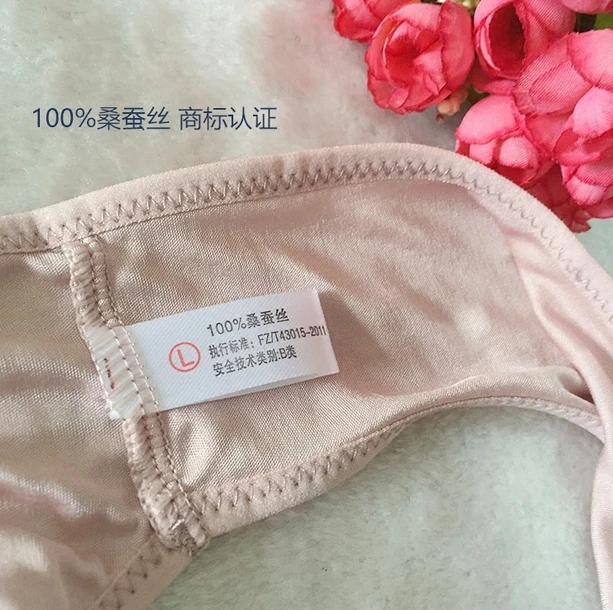 100%桑蚕丝 商标认证
100%桑蚕丝
L
执行标准：FZ/T43015-2011
安全技术类别:B类